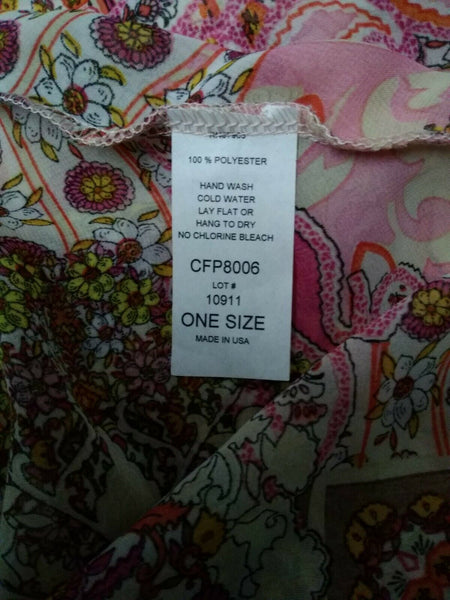 100 % POLYESTER
HAND WASH
COLD WATER
LAY FLAT OR
HANG TO DRY
NO CHLORINE BLEACH
CFP8006
LOT #
10911
ONE SIZE
MADE IN USA